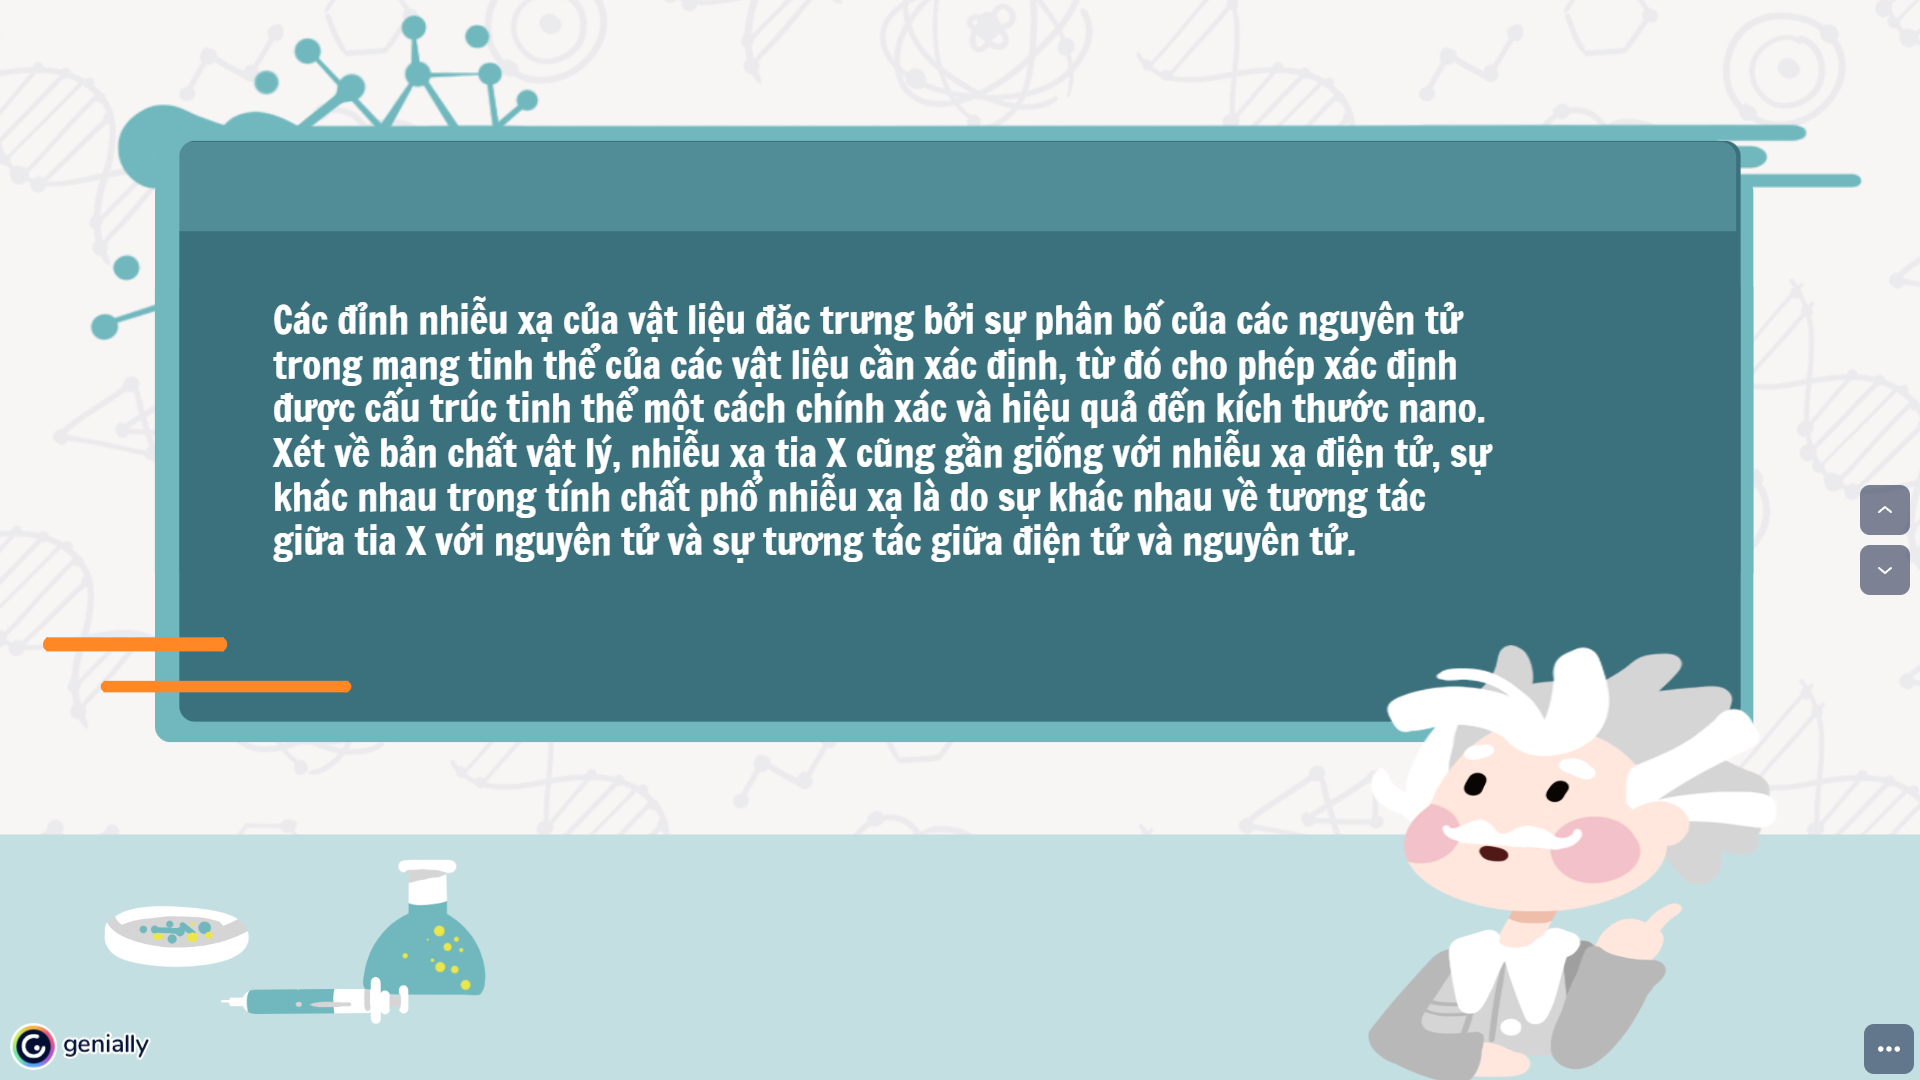 Các đỉnh nhiễu xạ của vật liệu đăc trưng bởi sự phân bố của các nguyên tử
trong mạng tinh thể của các vật liệu cần xác định, từ đó cho phép xác định
được cấu trúc tinh thể một cách chính xác và hiệu quả đến kích thước nano.
Xét về bản chất vật lý, nhiễu xạ tia X cũng gần giống với nhiễu xạ điện tử, sự
khác nhau trong tính chất phổ nhiễu xạ là do sự khác nhau về tương tác
giữa tia X với nguyên tử và sự tương tác giữa điện tử và nguyên tử.
genially